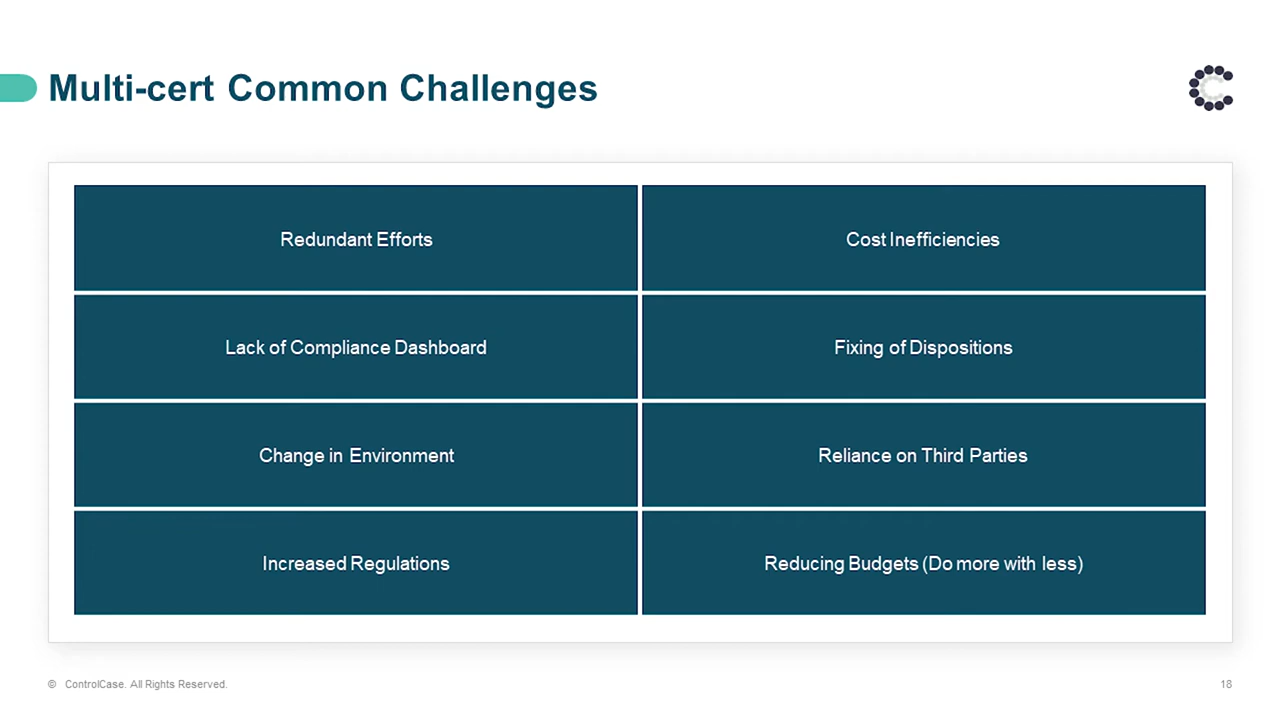 Multi-cert Common Challenges
Redundant Efforts
Cost Inefficiencies
Lack of Compliance Dashboard
Fixing of Dispositions
Change in Environment
Reliance on Third Parties
Increased Regulations
Reducing Budgets (Do more with less)
© ControlCase. All Rights Reserved.
18